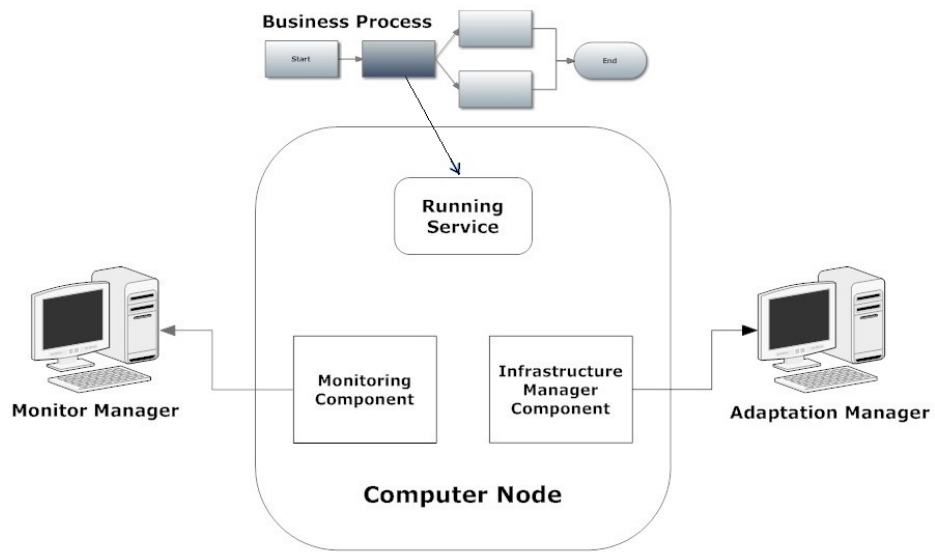 Business Process
Start
End
Running
Service
Monitoring
Component
Infrastructure
Manager
Component
Monitor Manager
Adaptation Manager
Computer Node